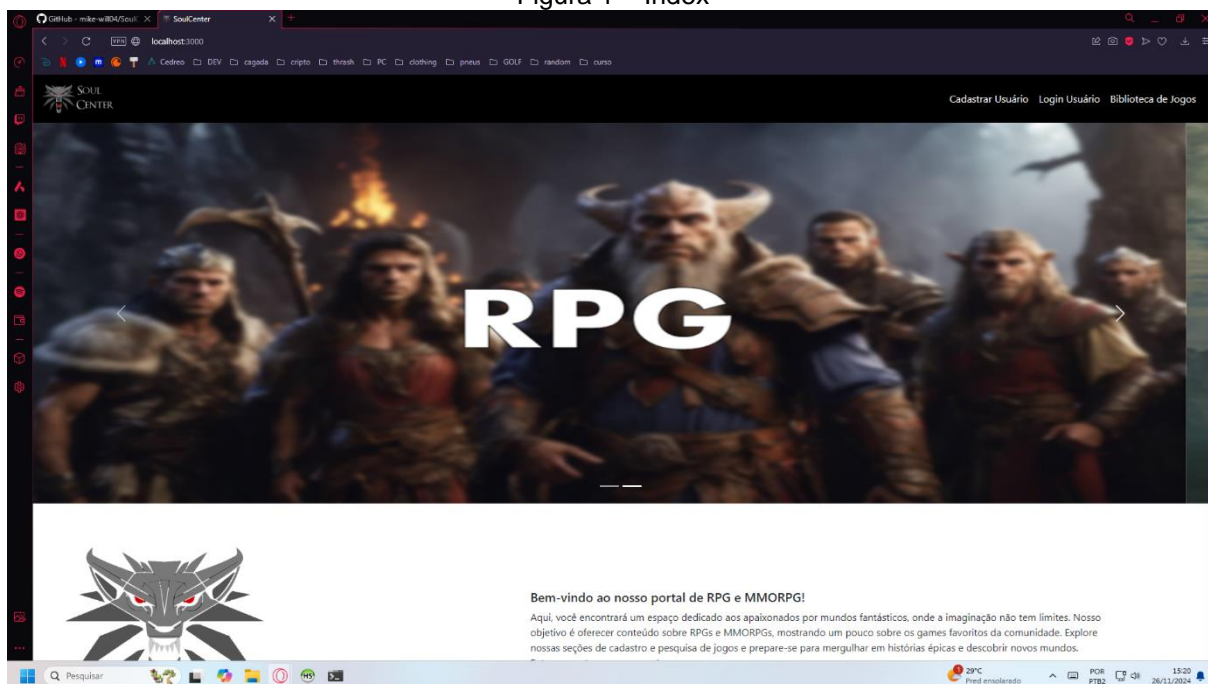 Figura 1 – Index
GitHub - mike-will04/SoulC
SoulCenter
VPN
localhost:3000
Cedreo
DEV
cagada
cripto
thrash
PC
clothing
pneus
GOLF
random
curso
SOUL
CENTER
Cadastrar Usuário Login Usuário Biblioteca de Jogos
RPG
Bem-vindo ao nosso portal de RPG e MMORPG!
Aqui, você encontrará um espaço dedicado aos apaixonados por mundos fantásticos, onde a imaginação não tem limites. Nosso
objetivo é oferecer conteúdo sobre RPGs e MMORPGs, mostrando um pouco sobre os games favoritos da comunidade. Explore
nossas seções de cadastro e pesquisa de jogos e prepare-se para mergulhar em histórias épicas e descobrir novos mundos.
Pesquisar
29°C
Pred ensolarado
POR
PTB2
15:20
26/11/2024